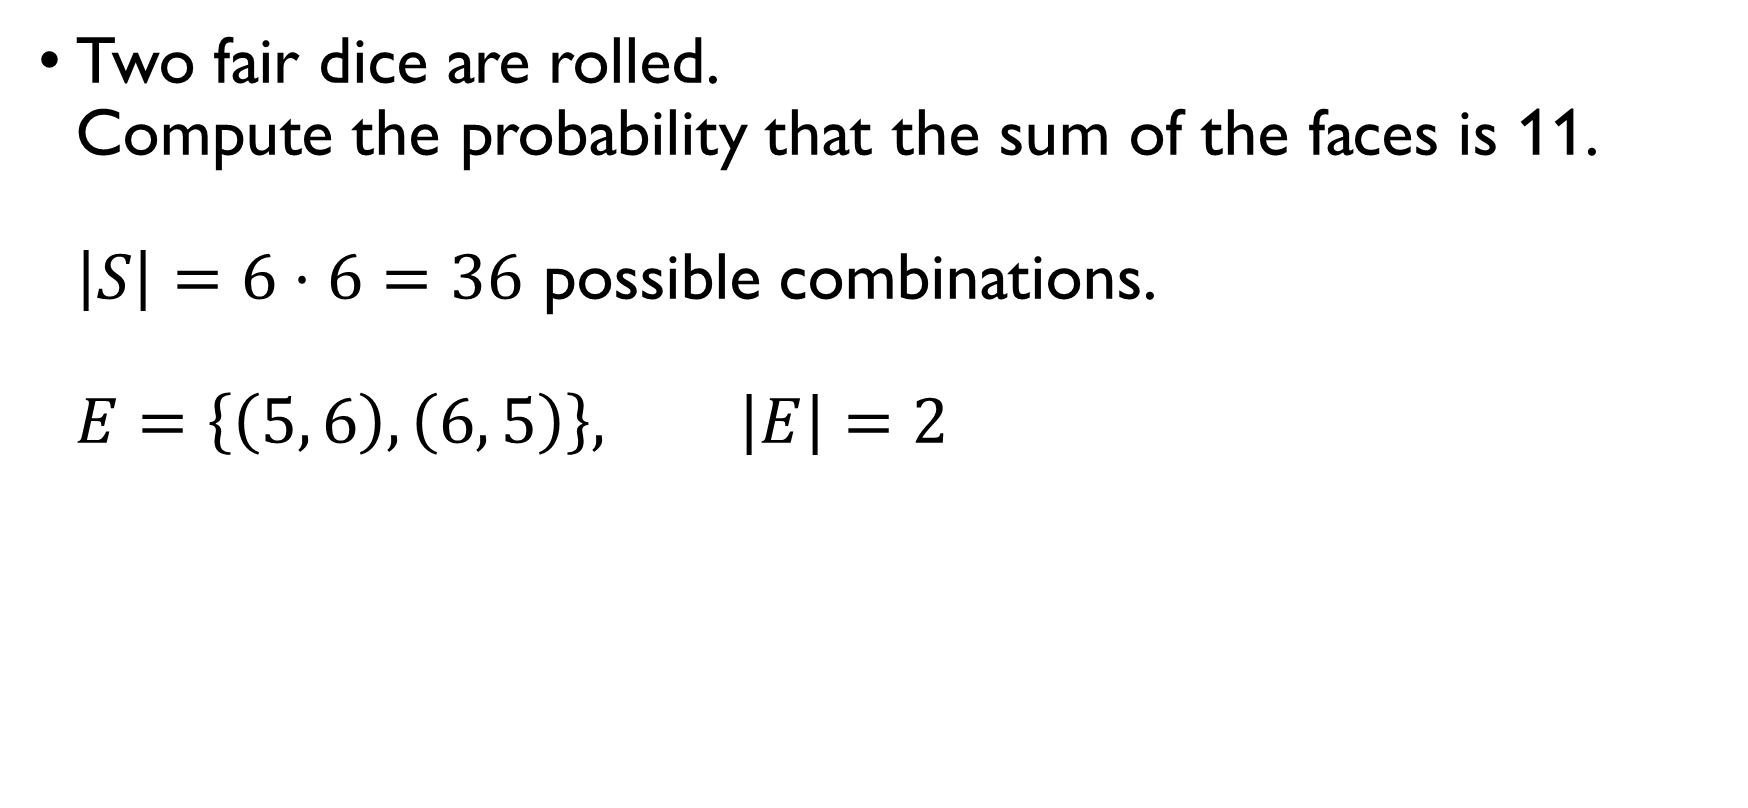 • Two fair dice are rolled.
Compute the probability that the sum of the faces is 11.
|𝑆| = 6 · 6 = 36 possible combinations.
𝐸 = {(5, 6), (6, 5)}, |𝐸| = 2